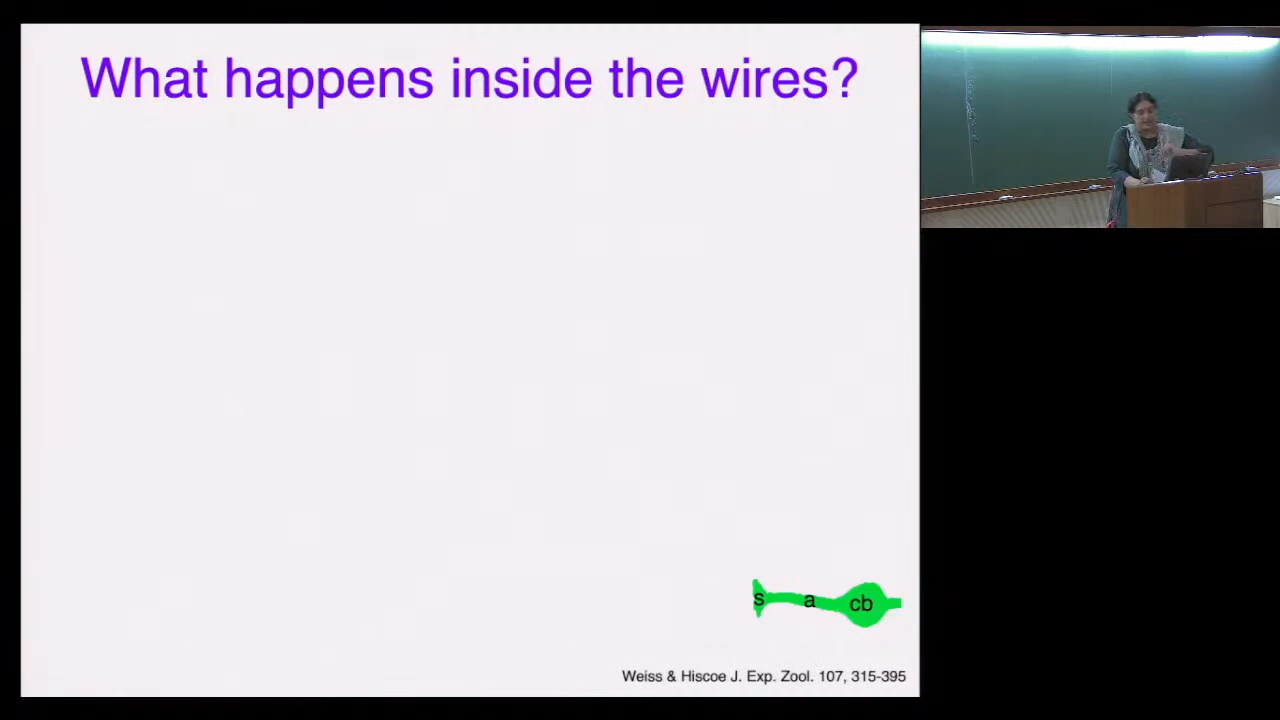 What happens inside the wires?
s a cb
Weiss & Hiscoe J. Exp. Zool. 107, 315-395